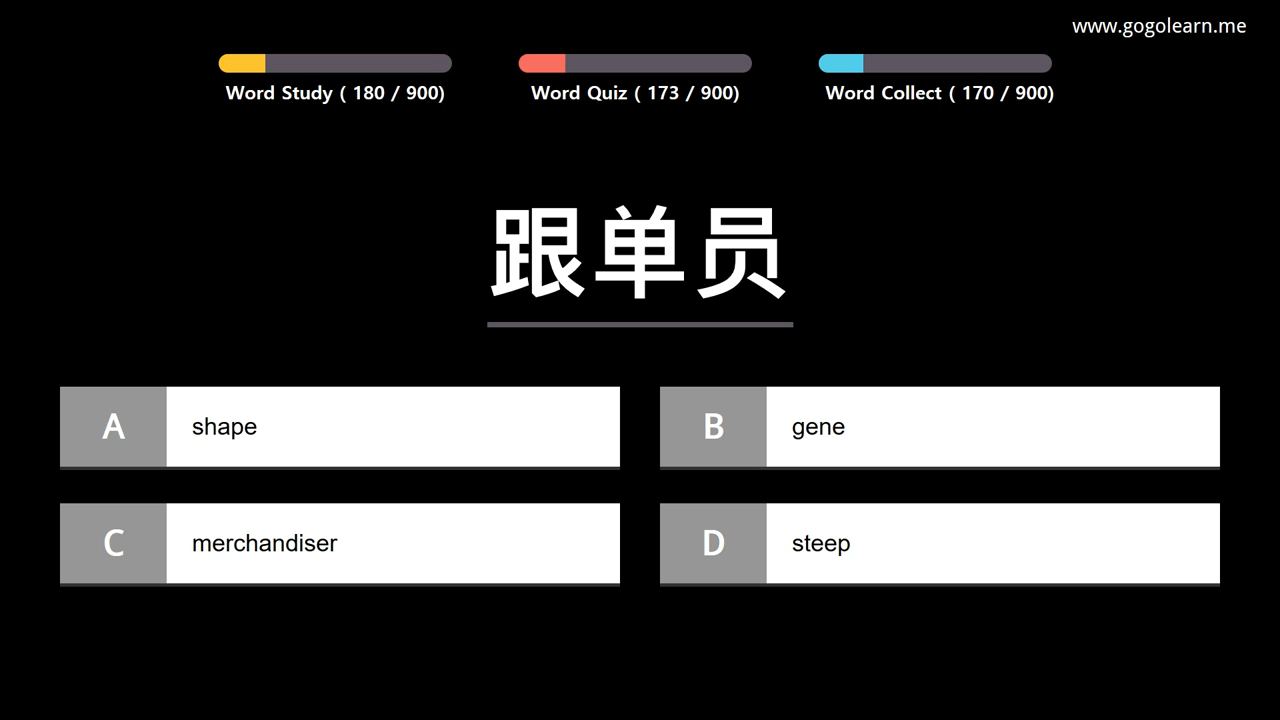 www.gogolearn.me
Word Study ( 180 / 900)
Word Quiz ( 173 / 900)
Word Collect ( 170 / 900)
跟单员
A shape
B gene
C merchandiser
D steep